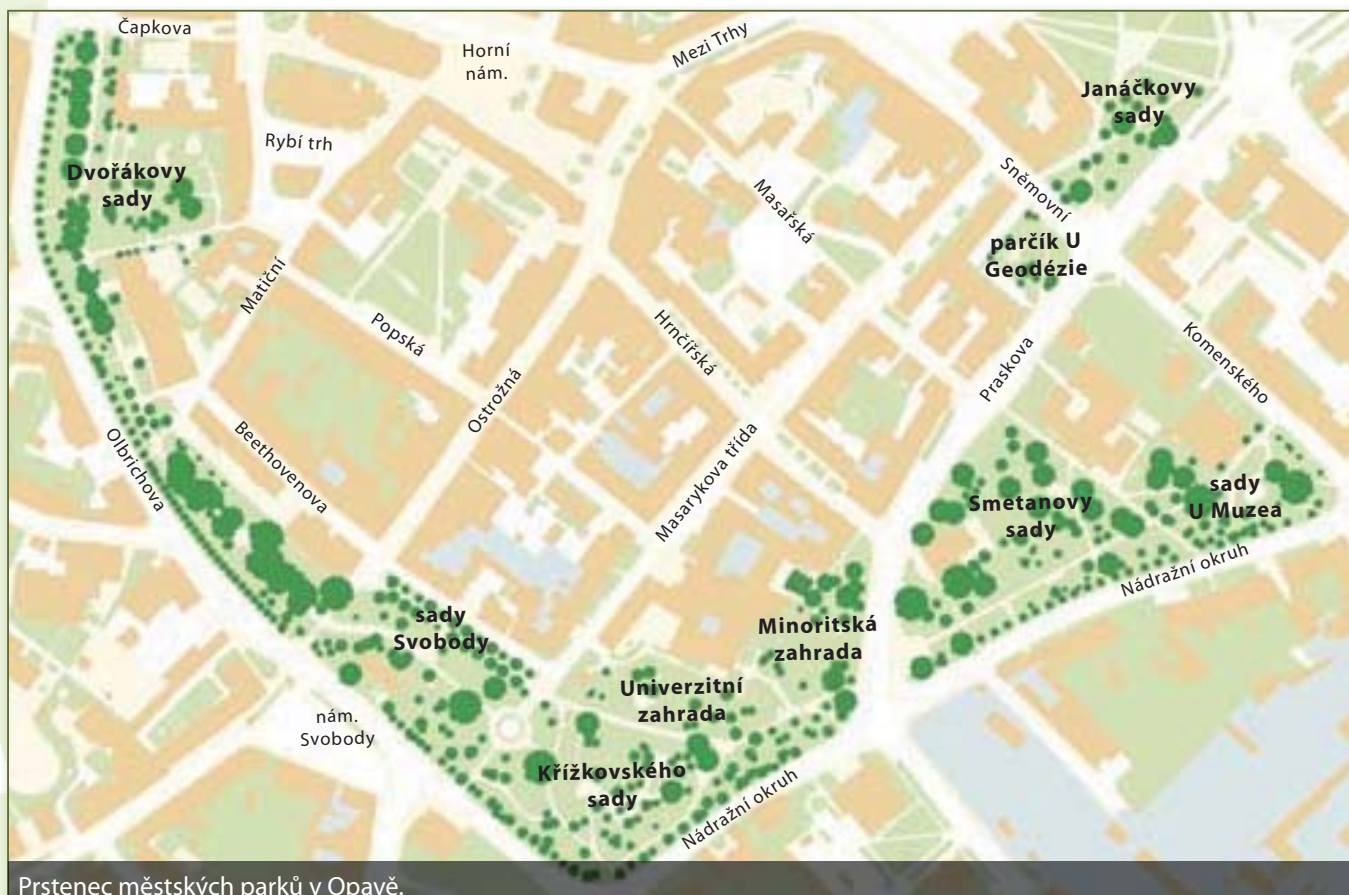 Čapkova
Horní
nám.
Mezi Trhy
Janáčkovy
sady
Rybí trh
Dvořákovy
sady
Masařská
Sněmovní
parčík U
Geodézie
Matiční
Popská
Hrnčířská
Komenského
Ostrožná
Praskova
Olbrichova
Beethovenova
Masarykova třída
Smetanovy
sady
sady
U Muzea
Nádražní okruh
sady
Svobody
Minoritská
zahrada
Univerzitní
zahrada
nám.
Svobody
Křížkovského
sady
Nádražní okruh
Prstenec městských parků v Opavě.